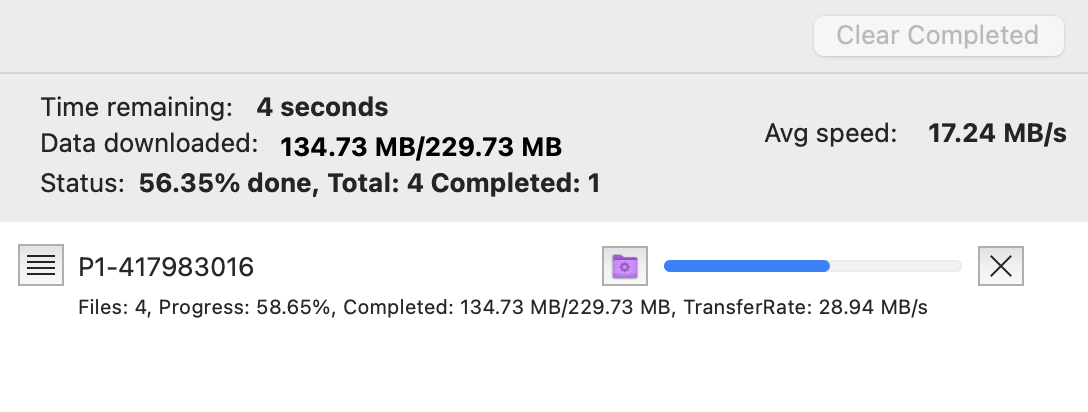 Clear Completed
Time remaining: 4 seconds
Data downloaded: 134.73 MB/229.73 MB
Avg speed: 17.24 MB/s
Status: 56.35% done, Total: 4 Completed: 1
P1-417983016
Files: 4, Progress: 58.65%, Completed: 134.73 MB/229.73 MB, TransferRate: 28.94 MB/s